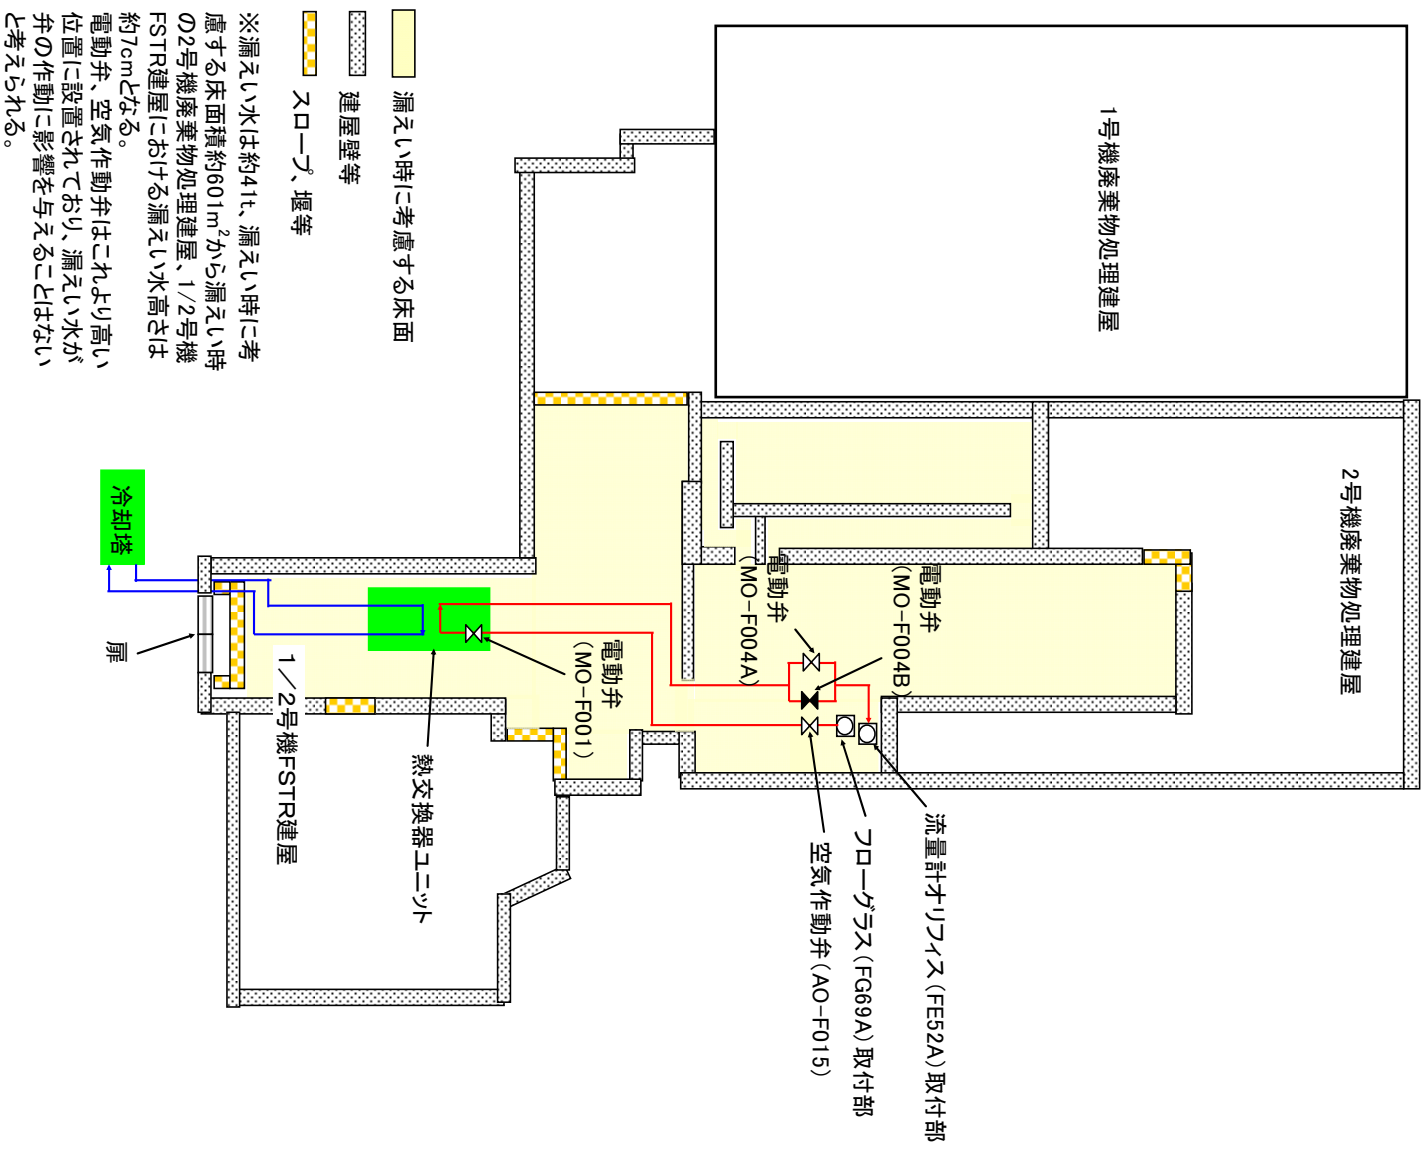 1号機廃棄物処理建屋
2号機廃棄物処理建屋
漏えい時に考慮する床面
建屋壁等
スロープ、堰等
※漏えい水は約41t、漏えい時に考
慮する床面積約601m²から漏えい時
の2号機廃棄物処理建屋、1/2号機
FSTR建屋における漏えい水高さは
約7cmとなる。
電動弁、空気作動弁はこれより高い
位置に設置されており、漏えい水が
弁の作動に影響を与えることはない
と考えられる。
電動弁
(MO-F004B)
電動弁
(MO-F004A)
電動弁
(MO-F001)
冷却塔
扉
1/2号機FSTR建屋
熱交換器ユニット
流量計オリフィス(FE52A)取付部
フローグラス(FG69A)取付部
空気作動弁(AO-F015)